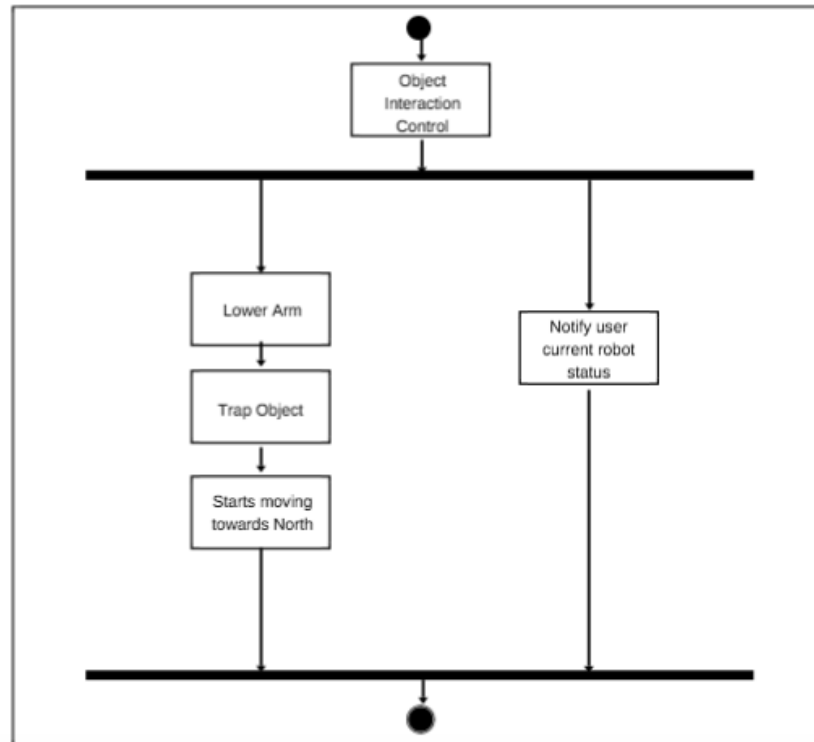 Object
Interaction
Control
Lower Arm
Trap Object
Starts moving
towards North
Notify user
current robot
status